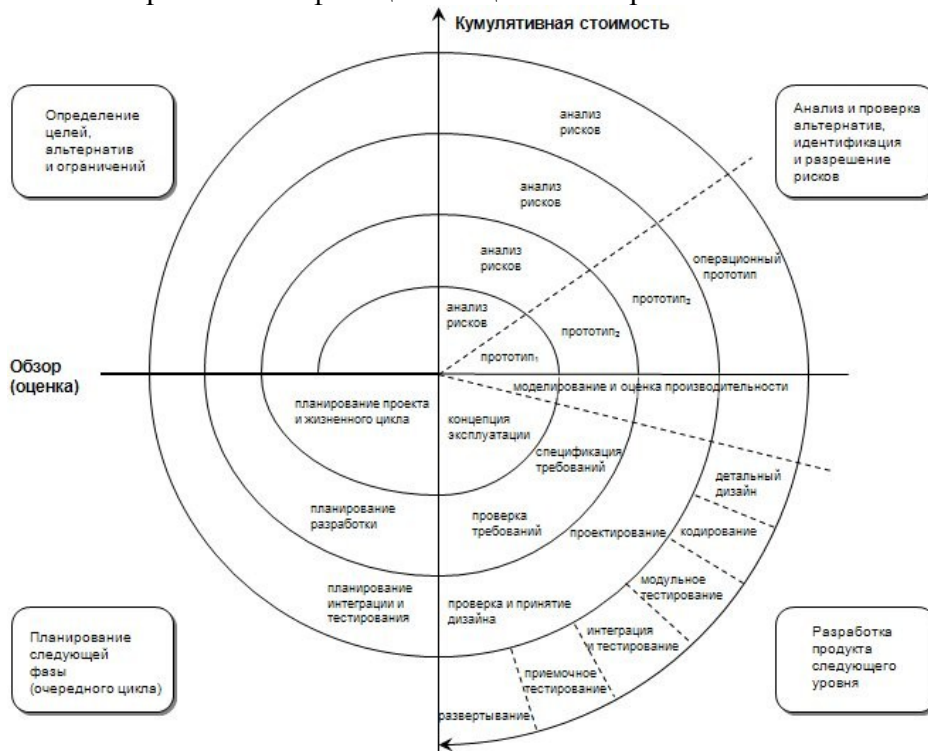 Кумулятивная стоимость
Определение
целей,
альтернатив
и ограничений
Анализ и проверка
альтернатив,
идентификация
и разрешение
рисков
анализ
рисков
анализ
рисков
анализ
рисков
анализ
рисков
операционный
прототип
прототип₃
прототип₂
прототип₁
Обзор
(оценка)
моделирование и оценка производительности
планирование проекта
и жизненного цикла
концепция
эксплуатации
спецификация
требований
детальный
дизайн
планирование
разработки
проверка
требований
проектирование
кодирование
модульное
тестирование
планирование
интеграции и
тестирования
проверка и принятие
дизайна
интеграция
и тестирование
приемочное
тестирование
развертывание
Планирование
следующей
фазы
(очередного цикла)
Разработка
продукта
следующего
уровня